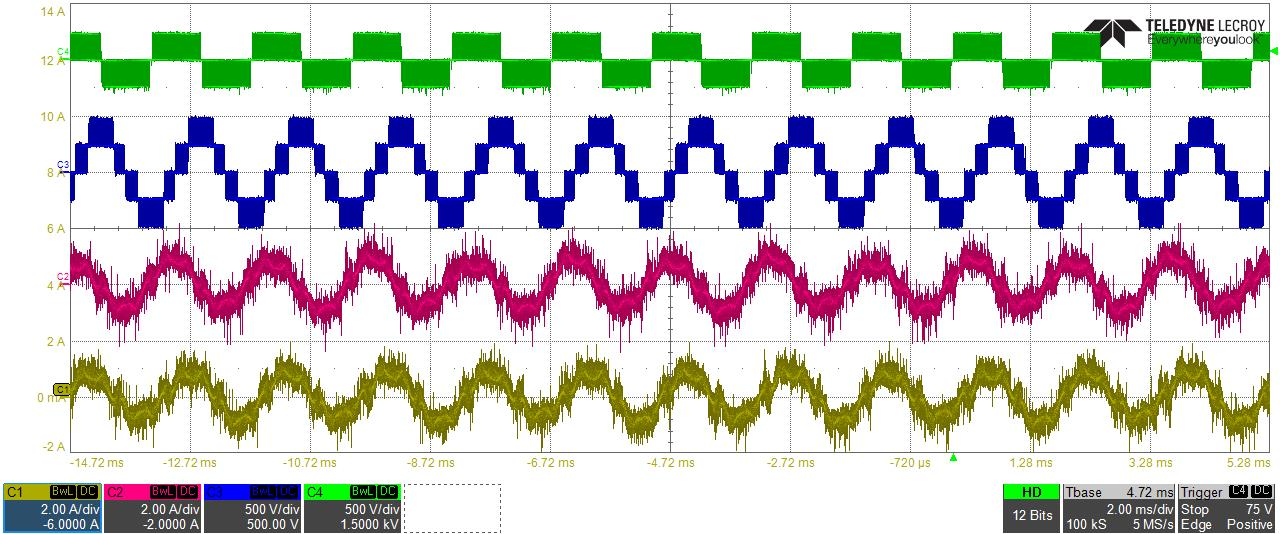 14 A
TELEDYNE LECROY
Everywhereyoulook
C4
12 A
10 A
C3
8 A
6 A
C2
4 A
2 A
C1
0 mA
-2 A
-14.72 ms -12.72 ms -10.72 ms -8.72 ms -6.72 ms -4.72 ms -2.72 ms -720 µs 1.28 ms 3.28 ms 5.28 ms
C1 BwL DC C2 BwL DC C3 BwL DC C4 BwL DC HD Tbase 4.72 ms Trigger C4 DC
2.00 A/div 2.00 A/div 500 V/div 500 V/div 12 Bits 2.00 ms/div Stop 75 V
-6.0000 A -2.0000 A 500.00 V 1.5000 kV 100 kS 5 MS/s Edge Positive